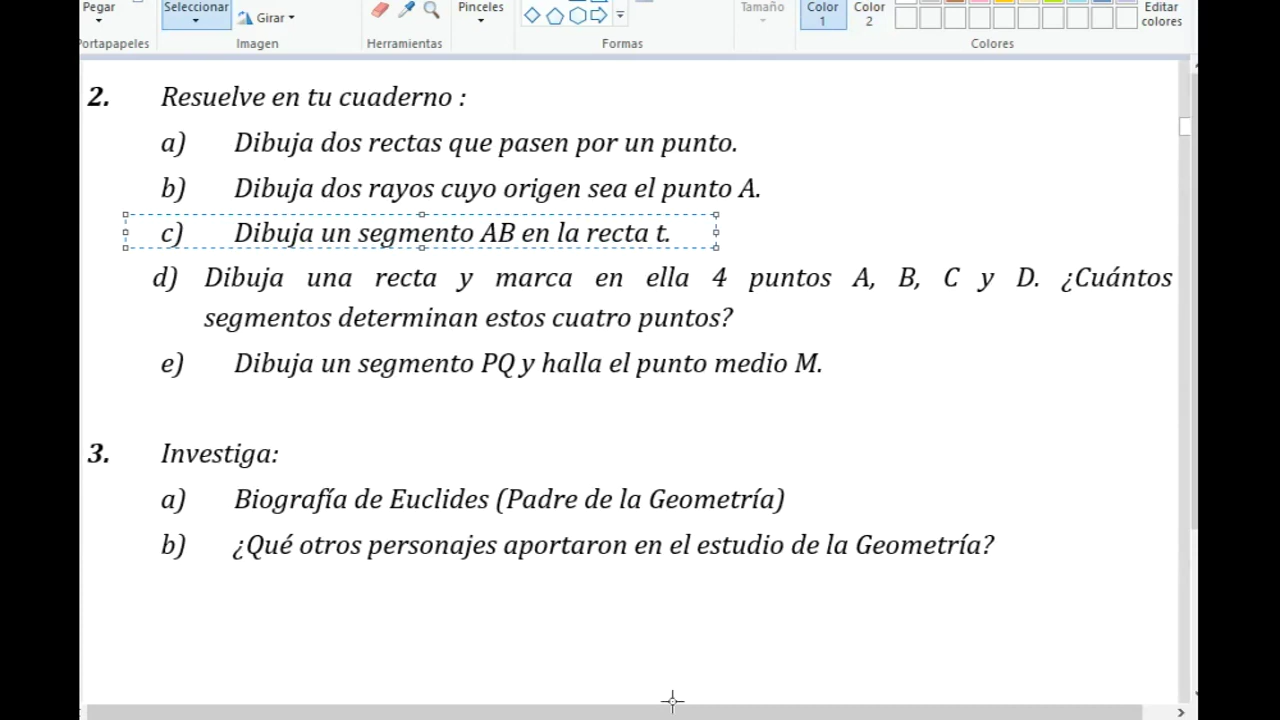 Pegar
Seleccionar
Girar
Pinceles
Tamaño
Color
1
Color
2
Editar
colores
Portapapeles
Imagen
Herramientas
Formas
Colores
2. Resuelve en tu cuaderno :
a) Dibuja dos rectas que pasen por un punto.
b) Dibuja dos rayos cuyo origen sea el punto A.
c) Dibuja un segmento AB en la recta t.
d) Dibuja una recta y marca en ella 4 puntos A, B, C y D. ¿Cuántos
segmentos determinan estos cuatro puntos?
e) Dibuja un segmento PQ y halla el punto medio M.
3. Investiga:
a) Biografía de Euclides (Padre de la Geometría)
b) ¿Qué otros personajes aportaron en el estudio de la Geometría?